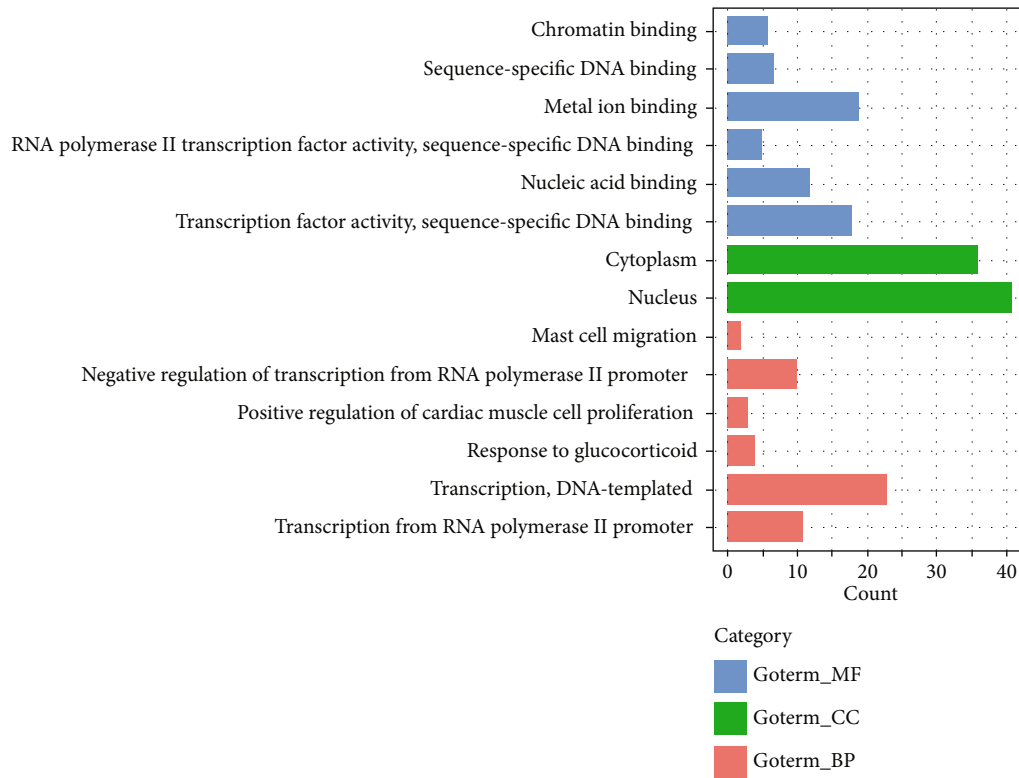 Chromatin binding
Sequence-specific DNA binding
Metal ion binding
RNA polymerase II transcription factor activity, sequence-specific DNA binding
Nucleic acid binding
Transcription factor activity, sequence-specific DNA binding
Cytoplasm
Nucleus
Mast cell migration
Negative regulation of transcription from RNA polymerase II promoter
Positive regulation of cardiac muscle cell proliferation
Response to glucocorticoid
Transcription, DNA-templated
Transcription from RNA polymerase II promoter
0 10 20 30 40
Count
Category
Goterm_MF
Goterm_CC
Goterm_BP